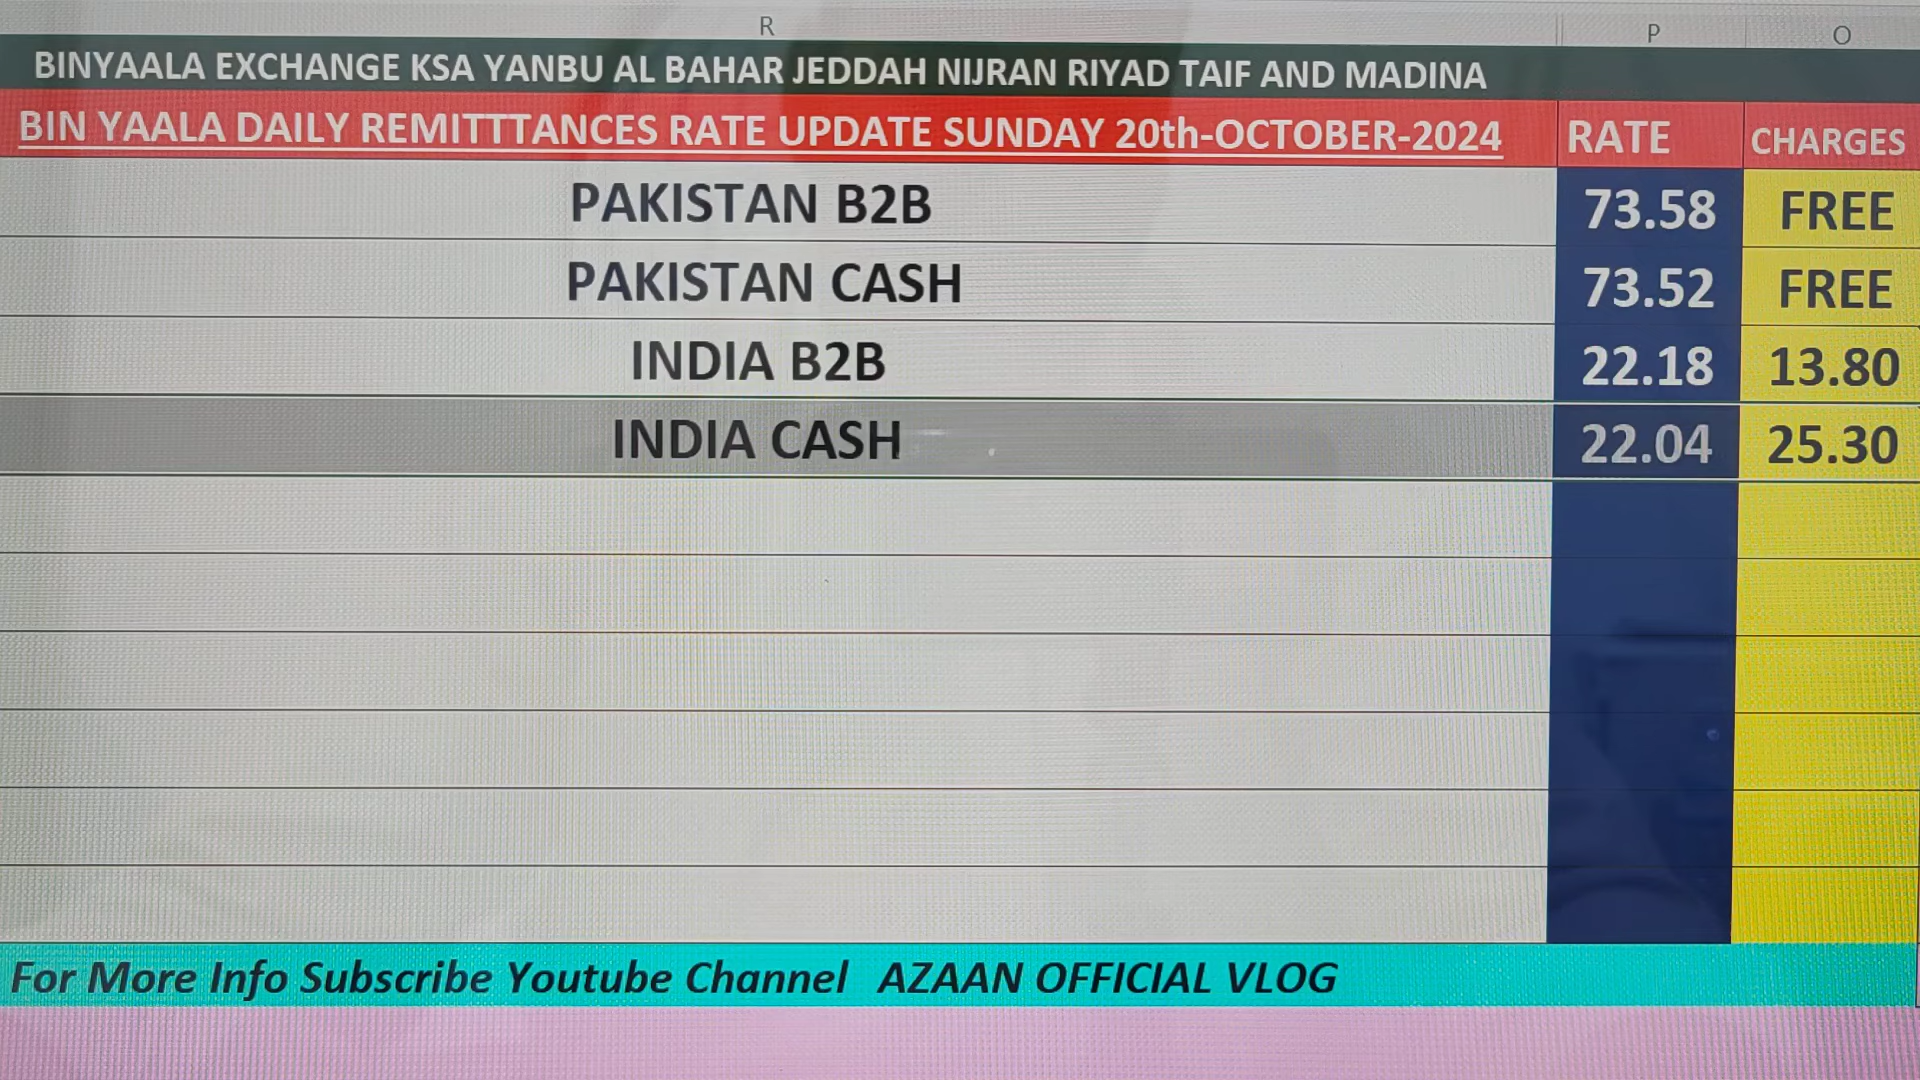 R P O
BINYAALA EXCHANGE KSA YANBU AL BAHAR JEDDAH NIJRAN RIYAD TAIF AND MADINA
BIN YAALA DAILY REMITTTANCES RATE UPDATE SUNDAY 20th-OCTOBER-2024 RATE CHARGES
PAKISTAN B2B 73.58 FREE
PAKISTAN CASH 73.52 FREE
INDIA B2B 22.18 13.80
INDIA CASH 22.04 25.30
For More Info Subscribe Youtube Channel AZAAN OFFICIAL VLOG